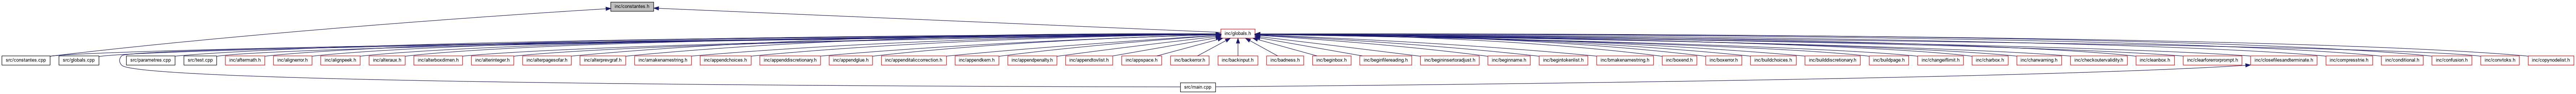 inc/constantes.h
inc/globals.h
src/constantes.cpp
src/globals.cpp
src/parametres.cpp
src/test.cpp
inc/aftermath.h
inc/alignerror.h
inc/alignpeek.h
inc/alteraux.h
inc/alterboxdimen.h
inc/alterinteger.h
inc/alterpagesofar.h
inc/alterprevgraf.h
inc/amakenamestring.h
inc/appendchoices.h
inc/appenddiscretionary.h
inc/appendglue.h
inc/appenditaliccorrection.h
inc/appendkern.h
inc/appendpenalty.h
inc/appendtovlist.h
inc/appspace.h
inc/backerror.h
inc/backinput.h
inc/badness.h
inc/beginbox.h
inc/beginfilereading.h
inc/begininsertoradjust.h
inc/beginname.h
inc/begintokenlist.h
inc/bmakenamestring.h
inc/boxend.h
inc/boxerror.h
inc/buildchoices.h
inc/builddiscretionary.h
inc/buildpage.h
inc/changeiflimit.h
inc/charbox.h
inc/charwarning.h
inc/checkoutervalidity.h
inc/cleanbox.h
inc/clearforerrorprompt.h
inc/closefilesandterminate.h
inc/compresstrie.h
inc/conditional.h
inc/confusion.h
inc/convtoks.h
inc/copynodelist.h
src/main.cpp